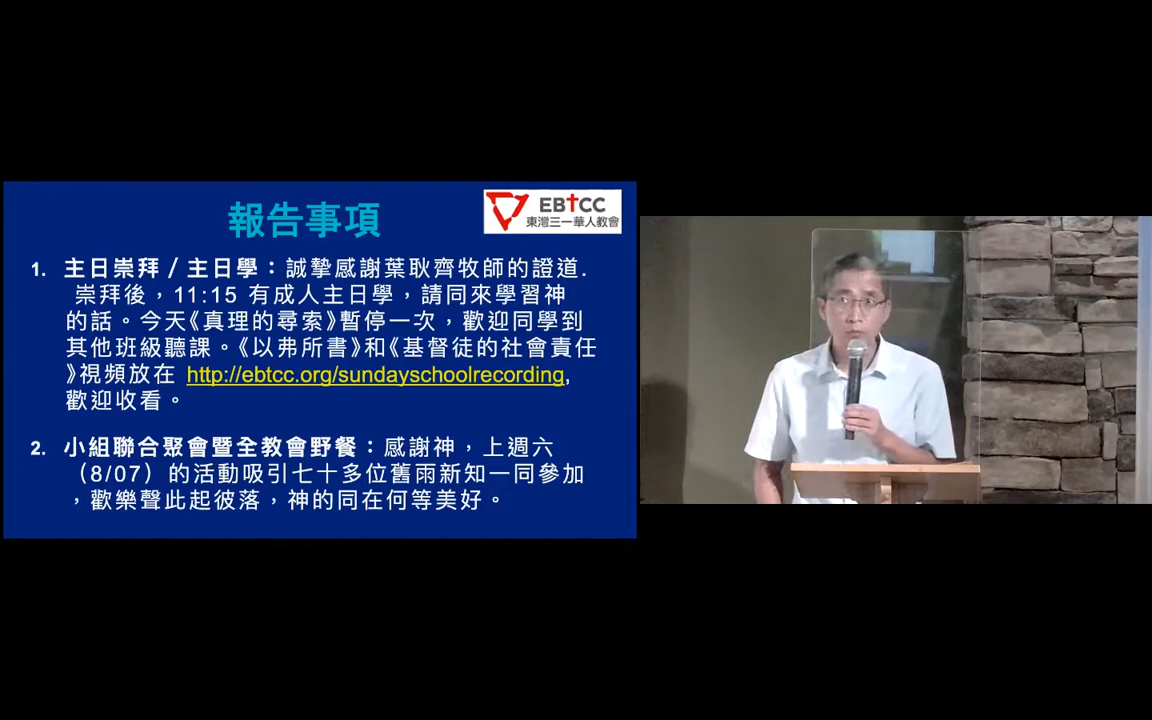 報告事項
EBTCC
東灣三一華人教會
1. 主日崇拜 / 主日學：誠摯感謝葉耿齊牧師的證道.
崇拜後，11:15 有成人主日學，請同來學習神
的話。今天《真理的尋索》暫停一次，歡迎同學到
其他班級聽課。《以弗所書》和《基督徒的社會責任
》視頻放在 http://ebtcc.org/sundayschoolrecording,
歡迎收看。
2. 小組聯合聚會暨全教會野餐：感謝神，上週六
（8/07）的活動吸引七十多位舊雨新知一同參加
，歡樂聲此起彼落，神的同在何等美好。